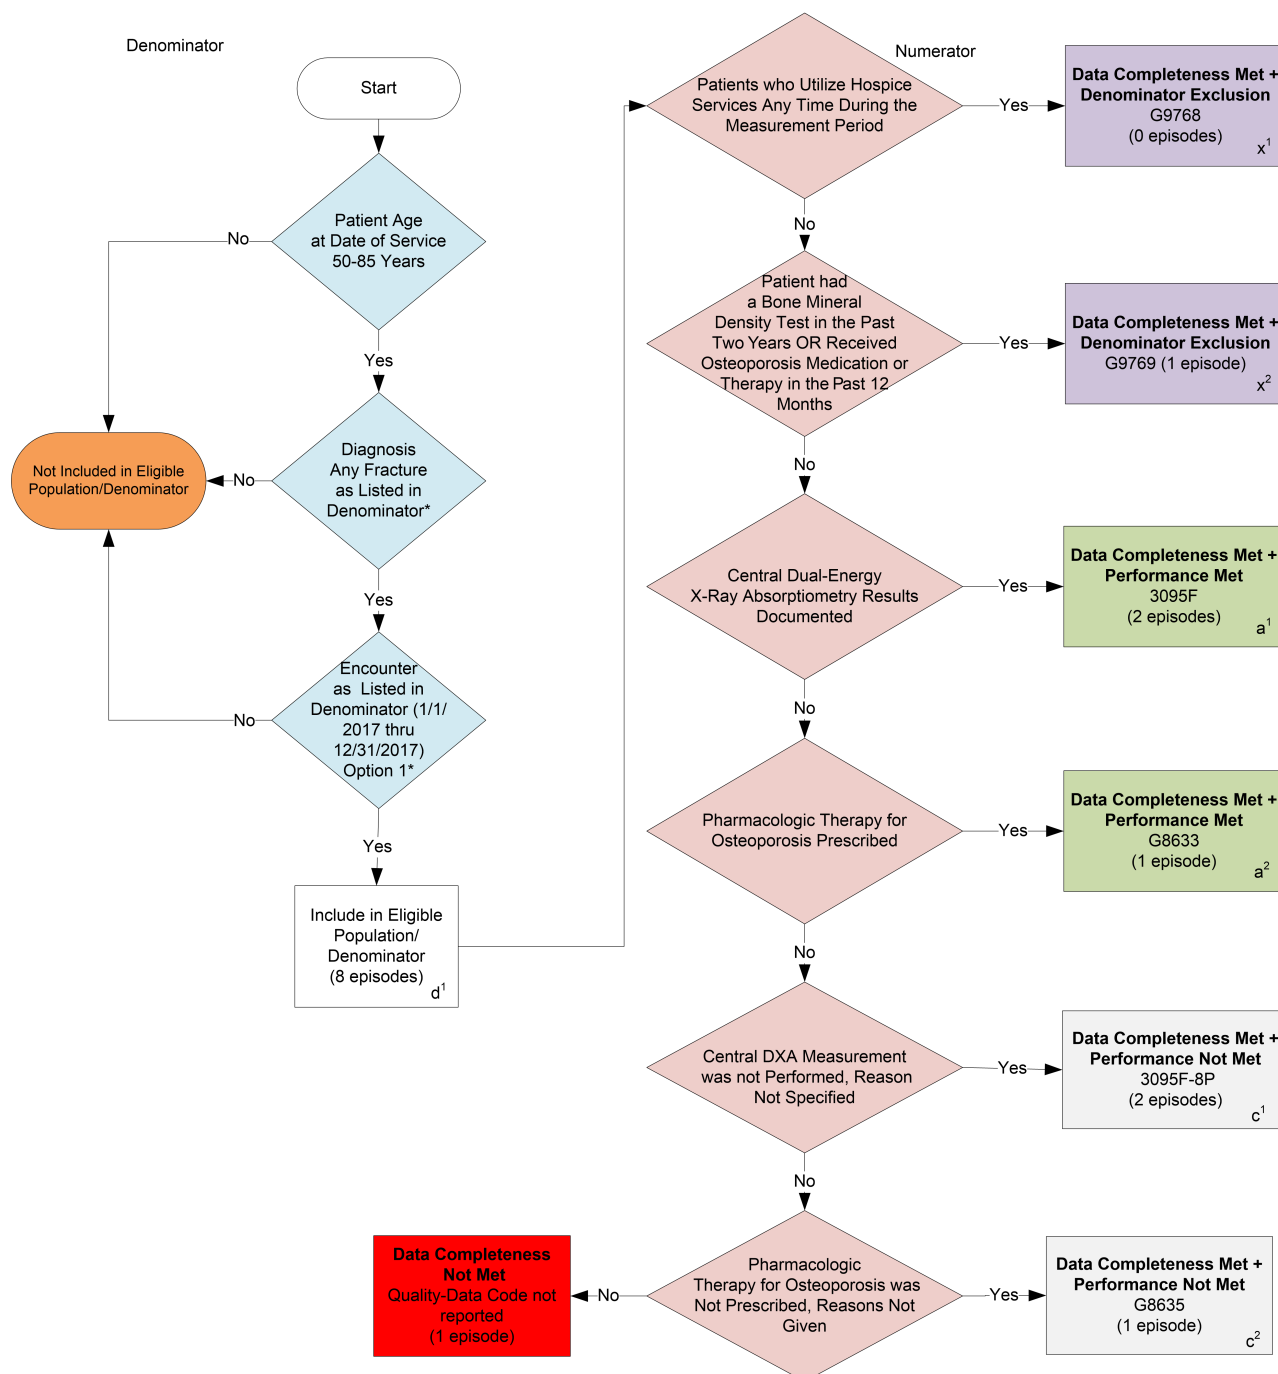 Denominator
Start
Patient Age
at Date of Service
50-85 Years
No
Yes
Diagnosis
Any Fracture
as Listed in
Denominator*
No
Not Included in Eligible
Population/Denominator
Yes
Encounter
as Listed in
Denominator (1/1/
2017 thru
12/31/2017)
Option 1*
No
Yes
Include in Eligible
Population/
Denominator
(8 episodes)
d1
Numerator
Patients who Utilize Hospice
Services Any Time During the
Measurement Period
Yes
Data Completeness Met +
Denominator Exclusion
G9768
(0 episodes)
x1
No
Patient had
a Bone Mineral
Density Test in the Past
Two Years OR Received
Osteoporosis Medication or
Therapy in the Past 12
Months
Yes
Data Completeness Met +
Denominator Exclusion
G9769 (1 episode)
x2
No
Central Dual-Energy
X-Ray Absorptiometry Results
Documented
Yes
Data Completeness Met +
Performance Met
3095F
(2 episodes)
a1
No
Pharmacologic Therapy for
Osteoporosis Prescribed
Yes
Data Completeness Met +
Performance Met
G8633
(1 episode)
a2
No
Central DXA Measurement
was not Performed, Reason
Not Specified
Yes
Data Completeness Met +
Performance Not Met
3095F-8P
(2 episodes)
c1
No
Pharmacologic
Therapy for Osteoporosis was
Not Prescribed, Reasons Not
Given
Yes
Data Completeness Met +
Performance Not Met
G8635
(1 episode)
c2
No
Data Completeness
Not Met
Quality-Data Code not
reported
(1 episode)